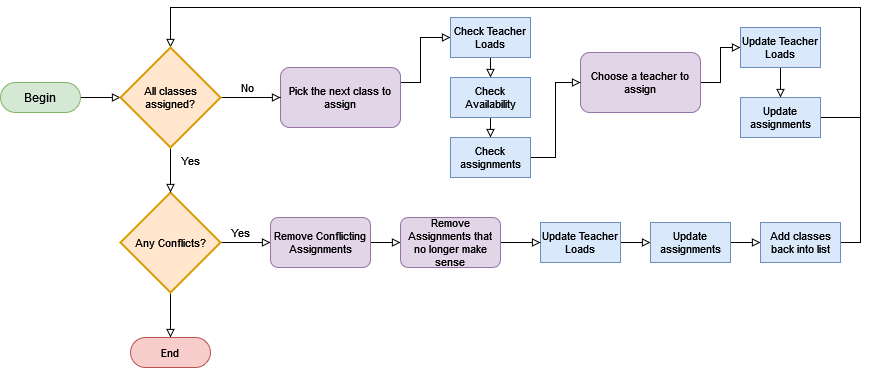 Begin
All classes
assigned?
No
Pick the next class to
assign
Check Teacher
Loads
Check
Availability
Check
assignments
Choose a teacher to
assign
Update Teacher
Loads
Update
assignments
Yes
Any Conflicts?
Yes
Remove Conflicting
Assignments
Remove
Assignments that
no longer make
sense
Update Teacher
Loads
Update
assignments
Add classes
back into list
End